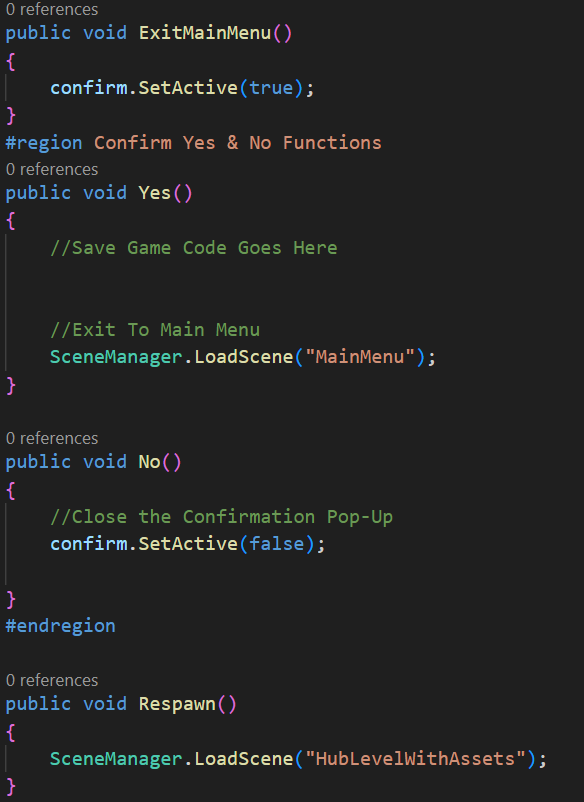 0 references
public void ExitMainMenu()
{
    confirm.SetActive(true);
}
#region Confirm Yes & No Functions
0 references
public void Yes()
{
    //Save Game Code Goes Here
    //Exit To Main Menu
    SceneManager.LoadScene("MainMenu");
}
0 references
public void No()
{
    //Close the Confirmation Pop-Up
    confirm.SetActive(false);
}
#endregion
0 references
public void Respawn()
{
    SceneManager.LoadScene("HubLevelWithAssets");
}